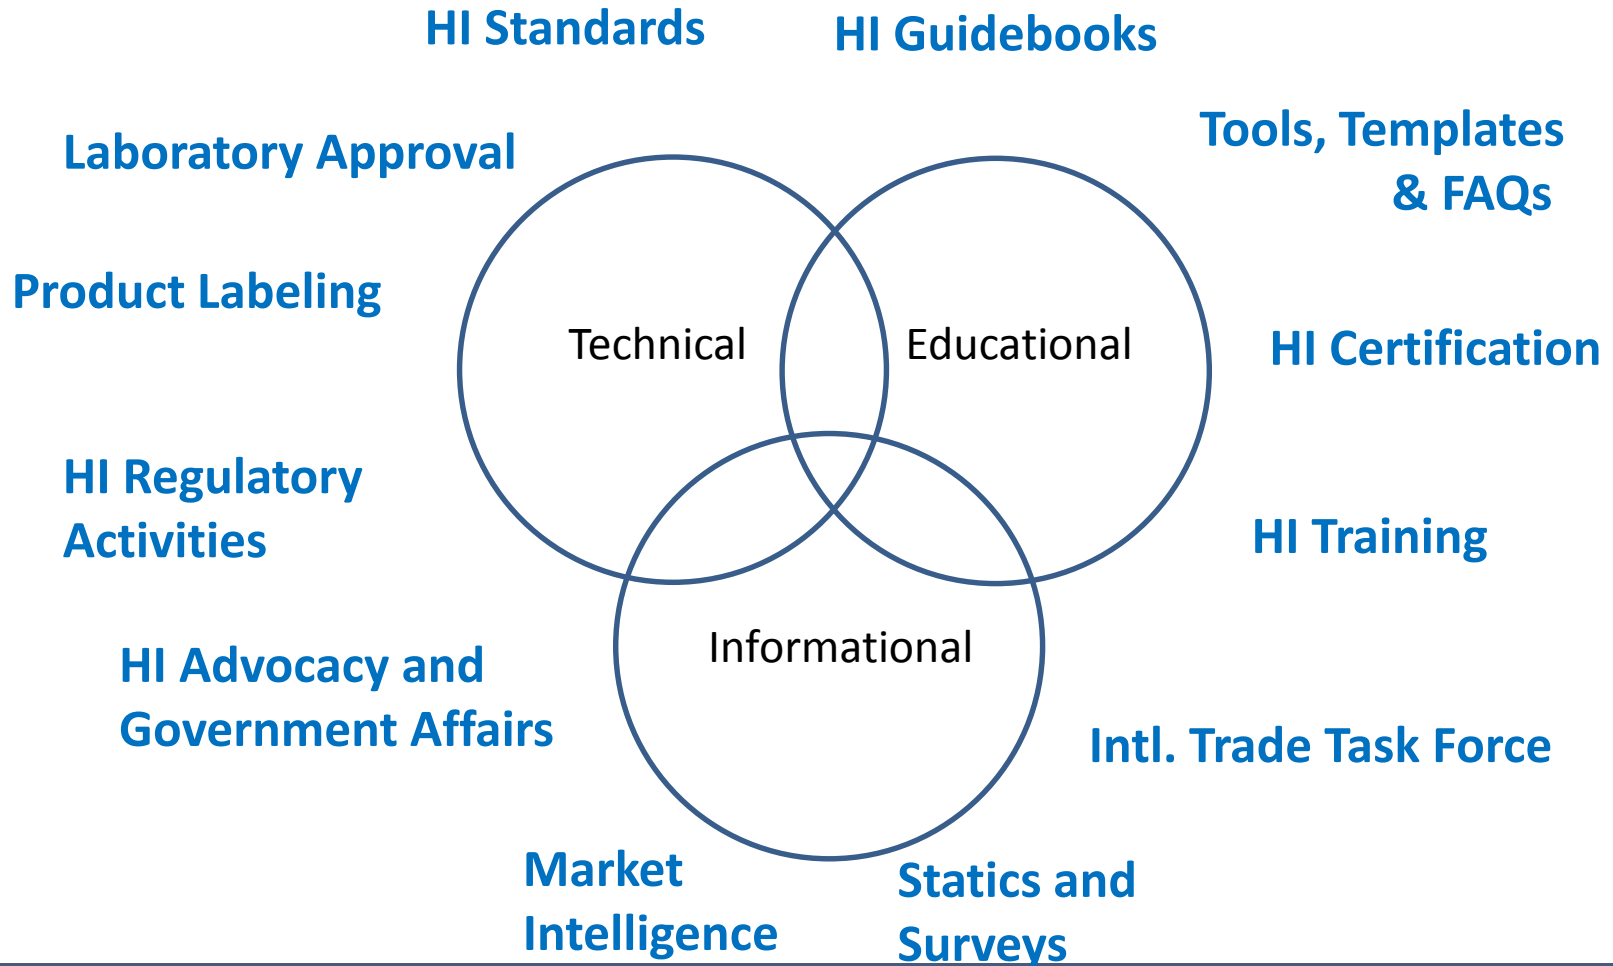 HI Standards
HI Guidebooks
Laboratory Approval
Tools, Templates
& FAQs
Product Labeling
Technical
Educational
HI Certification
HI Regulatory
Activities
HI Training
Informational
HI Advocacy and
Government Affairs
Intl. Trade Task Force
Market
Intelligence
Statics and
Surveys